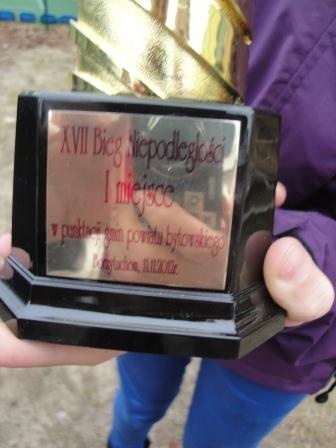 XVII Bieg Niepodległości
I miejsce
w punktacji gmin powiatu bytowskiego
Borzytuchom, 11.11.2012r.